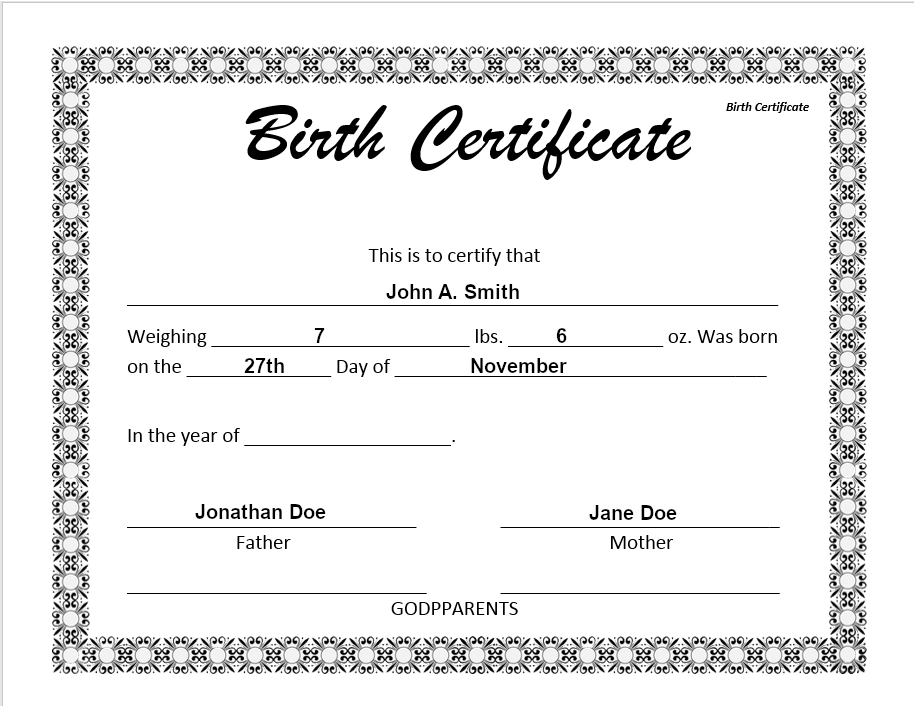 Birth Certificate
Birth Certificate
This is to certify that
John A. Smith
Weighing 7 lbs. 6 oz. Was born
on the 27th Day of November
In the year of .
Jonathan Doe Jane Doe
Father Mother
GODPPARENTS